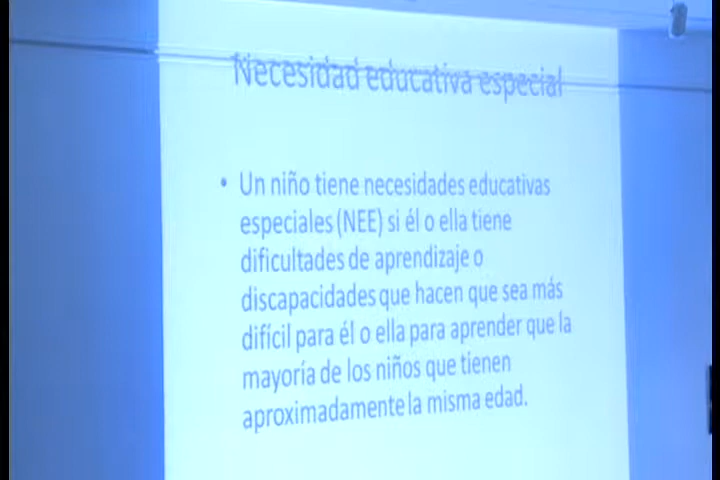 Necesidad educativa especial
• Un niño tiene necesidades educativas
especiales (NEE) si él o ella tiene
dificultades de aprendizaje o
discapacidades que hacen que sea más
difícil para él o ella para aprender que la
mayoría de los niños que tienen
aproximadamente la misma edad.